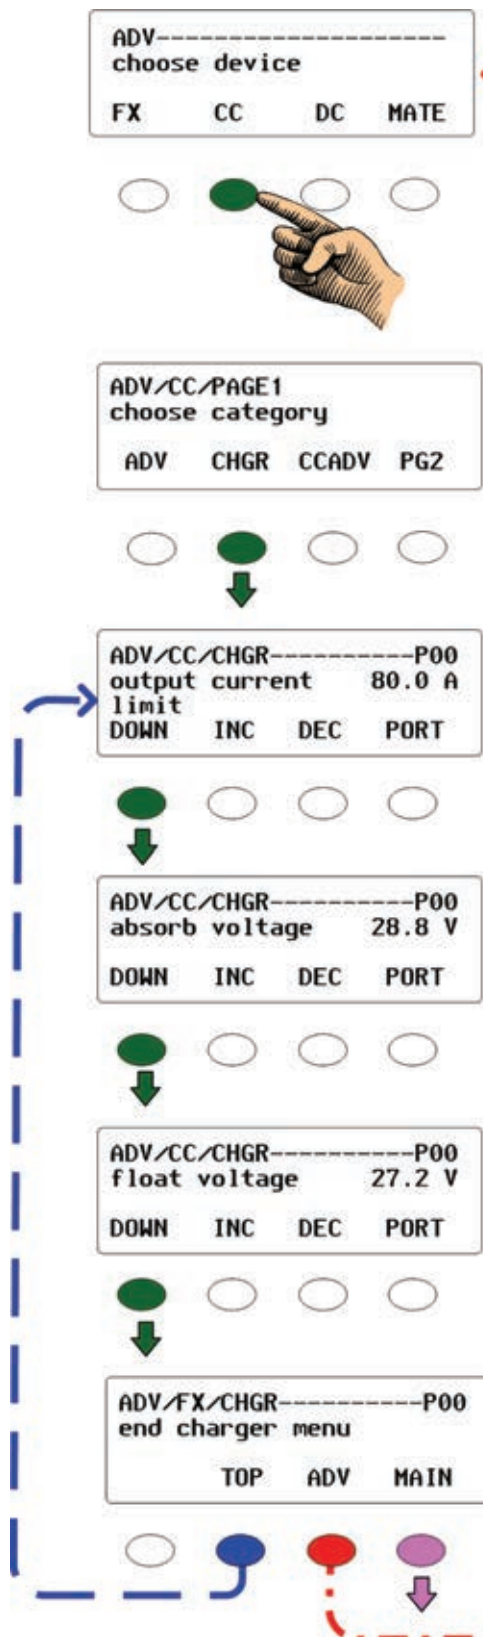 ADV--------------------
choose device
FX CC DC MATE
ADV/CC/PAGE1
choose category
ADV CHGR CCADV PG2
ADV/CC/CHGR----------P00
output current 80.0 A
limit
DOWN INC DEC PORT
ADV/CC/CHGR----------P00
absorb voltage 28.8 V
DOWN INC DEC PORT
ADV/CC/CHGR----------P00
float voltage 27.2 V
DOWN INC DEC PORT
ADV/FX/CHGR----------P00
end charger menu
TOP ADV MAIN